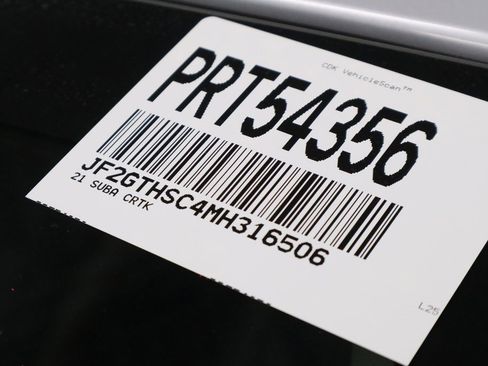 CDK VehicleScan™
PRT54356
JF2GTHSC4MH316506
21 SUBA CRTK
L25